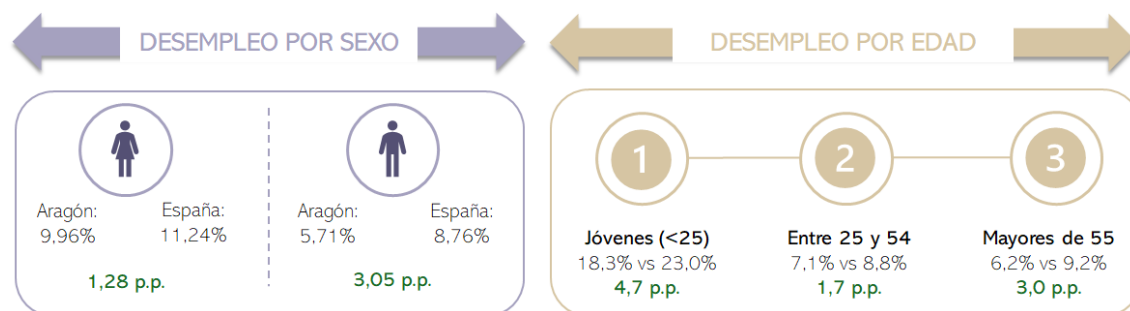 DESEMPLEO POR SEXO
Aragón:
9,96%
España:
11,24%
1,28 p.p.
Aragón:
5,71%
España:
8,76%
3,05 p.p.
DESEMPLEO POR EDAD
1
Jóvenes (<25)
18,3% vs 23,0%
4,7 p.p.
2
Entre 25 y 54
7,1% vs 8,8%
1,7 p.p.
3
Mayores de 55
6,2% vs 9,2%
3,0 p.p.